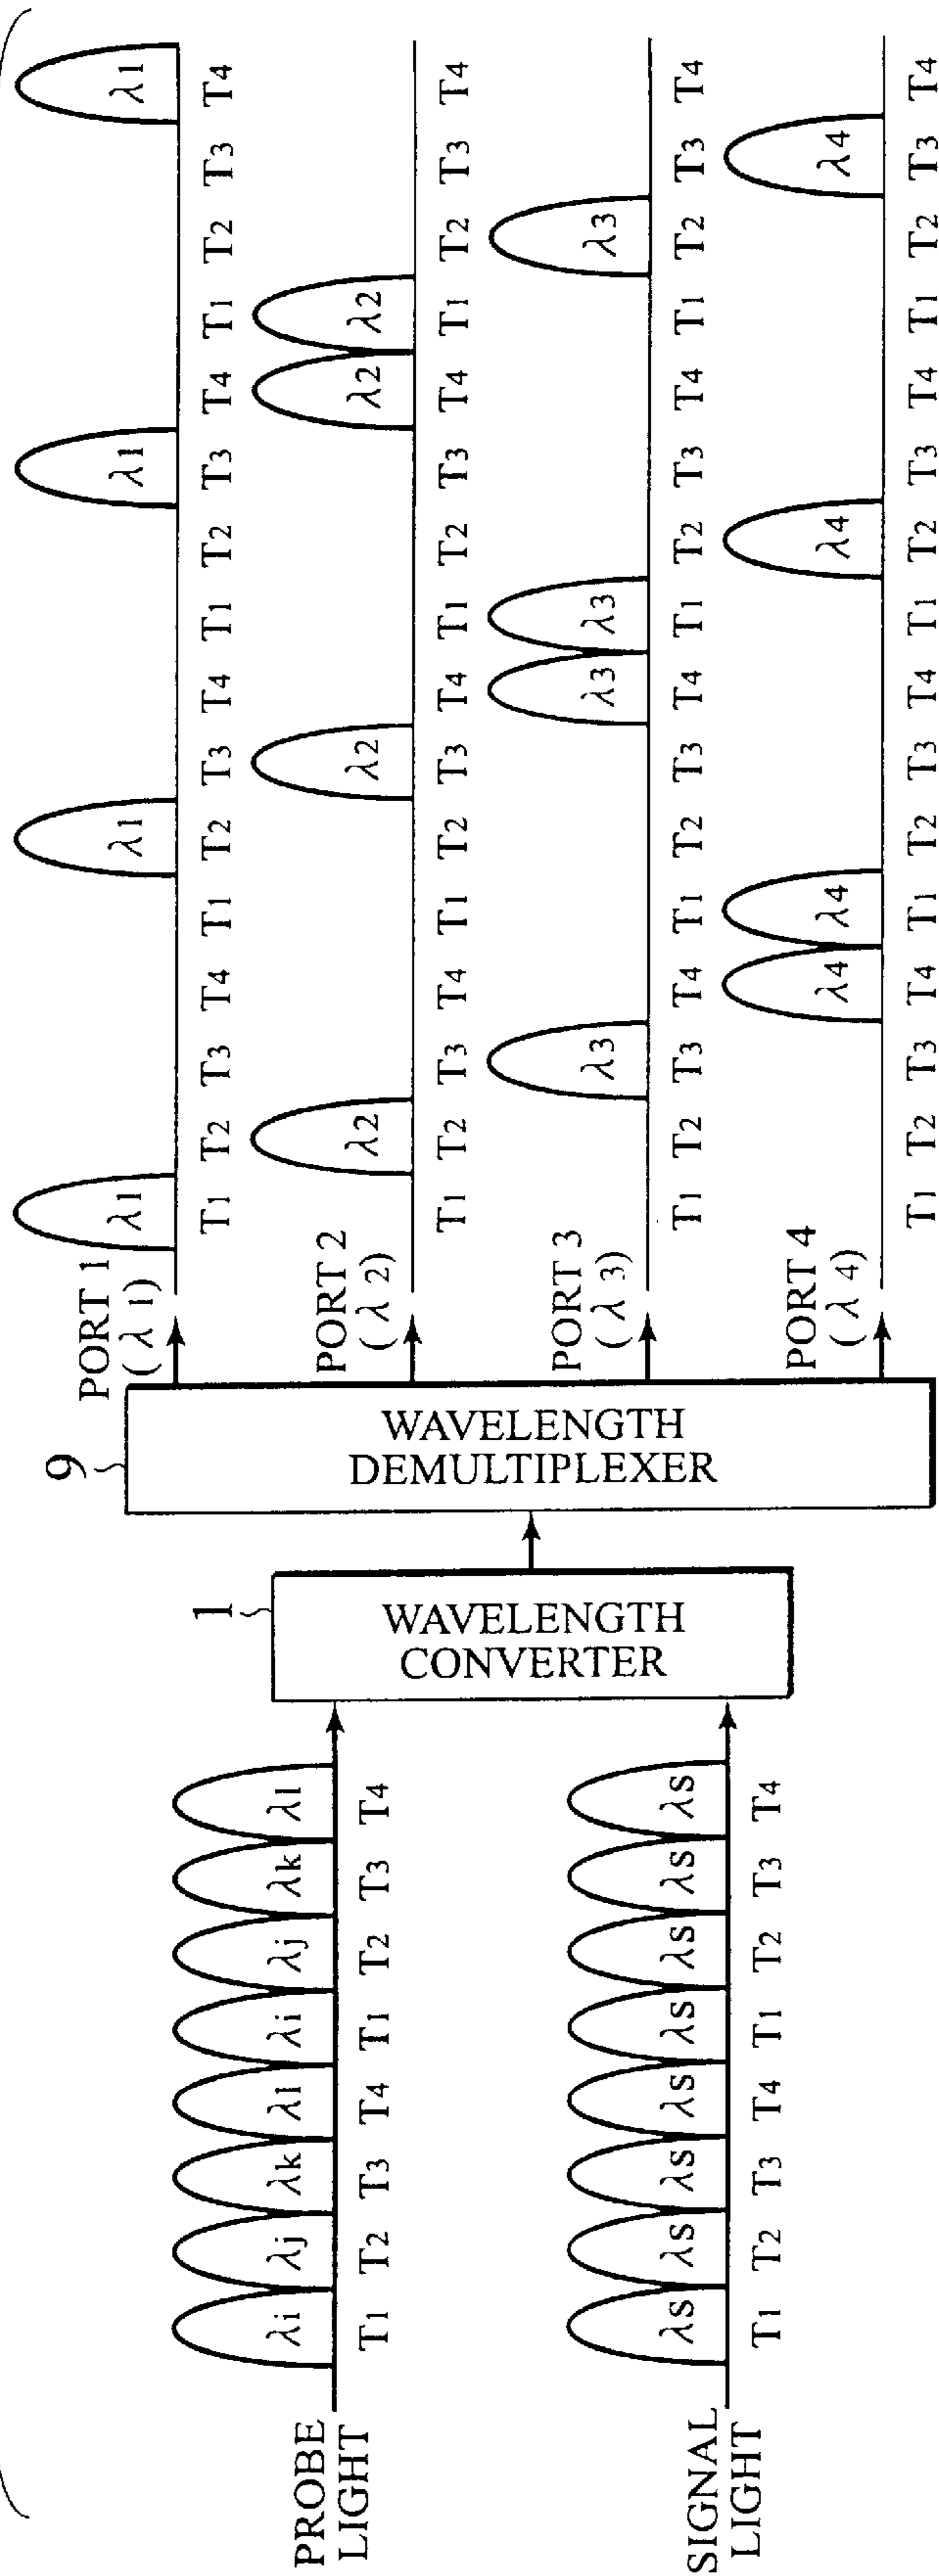 PROBE
LIGHT
λi λj λk λl λi λj λk λl
T1 T2 T3 T4 T1 T2 T3 T4
SIGNAL
LIGHT
λS λS λS λS λS λS λS λS
T1 T2 T3 T4 T1 T2 T3 T4
1
WAVELENGTH
CONVERTER
9
WAVELENGTH
DEMULTIPLEXER
PORT 1
(λ 1)
λ1 λ1 λ1 λ1
T1 T2 T3 T4 T1 T2 T3 T4 T1 T2 T3 T4 T1 T2 T3 T4
PORT 2
(λ 2)
λ2 λ2 λ2 λ2
T1 T2 T3 T4 T1 T2 T3 T4 T1 T2 T3 T4 T1 T2 T3 T4
PORT 3
(λ 3)
λ3 λ3 λ3 λ3
T1 T2 T3 T4 T1 T2 T3 T4 T1 T2 T3 T4 T1 T2 T3 T4
PORT 4
(λ 4)
λ4 λ4 λ4 λ4
T1 T2 T3 T4 T1 T2 T3 T4 T1 T2 T3 T4 T1 T2 T3 T4